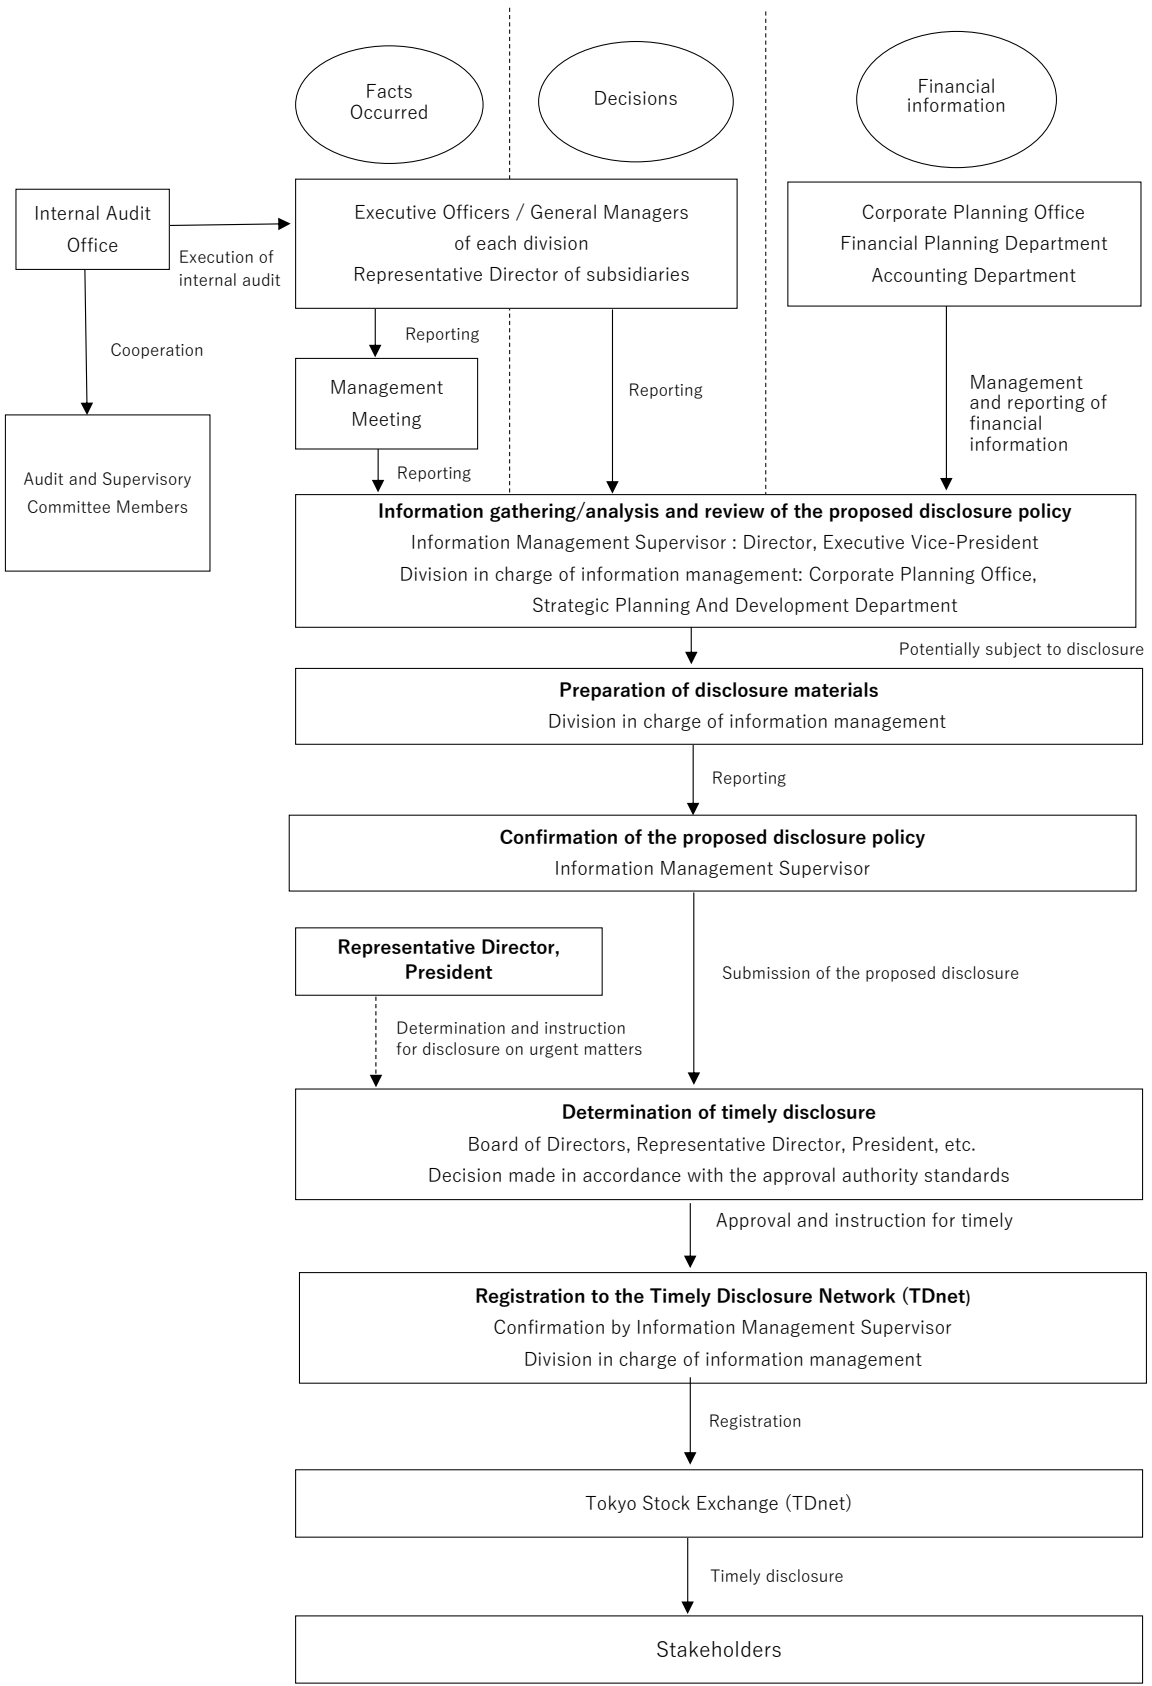 Facts
Occurred
Decisions
Financial
information
Internal Audit
Office
Execution of
internal audit
Executive Officers / General Managers
of each division
Representative Director of subsidiaries
Corporate Planning Office
Financial Planning Department
Accounting Department
Cooperation
Reporting
Management
Meeting
Reporting
Reporting
Management
and reporting of
financial
information
Audit and Supervisory
Committee Members
Information gathering/analysis and review of the proposed disclosure policy
Information Management Supervisor : Director, Executive Vice-President
Division in charge of information management: Corporate Planning Office,
Strategic Planning And Development Department
Potentially subject to disclosure
Preparation of disclosure materials
Division in charge of information management
Reporting
Confirmation of the proposed disclosure policy
Information Management Supervisor
Representative Director,
President
Submission of the proposed disclosure
Determination and instruction
for disclosure on urgent matters
Determination of timely disclosure
Board of Directors, Representative Director, President, etc.
Decision made in accordance with the approval authority standards
Approval and instruction for timely
Registration to the Timely Disclosure Network (TDnet)
Confirmation by Information Management Supervisor
Division in charge of information management
Registration
Tokyo Stock Exchange (TDnet)
Timely disclosure
Stakeholders